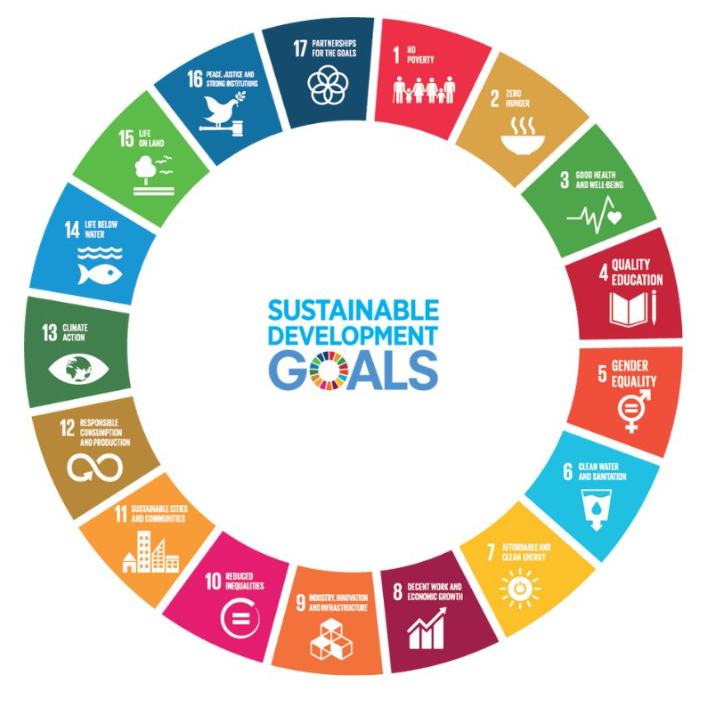 1 NO
POVERTY
2 ZERO
HUNGER
3 GOOD HEALTH
AND WELL-BEING
4 QUALITY
EDUCATION
5 GENDER
EQUALITY
6 CLEAN WATER
AND SANITATION
7 AFFORDABLE AND
CLEAN ENERGY
8 DECENT WORK AND
ECONOMIC GROWTH
9 INDUSTRY, INNOVATION
AND INFRASTRUCTURE
10 REDUCED
INEQUALITIES
11 SUSTAINABLE CITIES
AND COMMUNITIES
12 RESPONSIBLE
CONSUMPTION
AND PRODUCTION
13 CLIMATE
ACTION
14 LIFE BELOW
WATER
15 LIFE
ON LAND
16 PEACE, JUSTICE AND
STRONG INSTITUTIONS
17 PARTNERSHIPS
FOR THE GOALS
SUSTAINABLE
DEVELOPMENT
GOALS